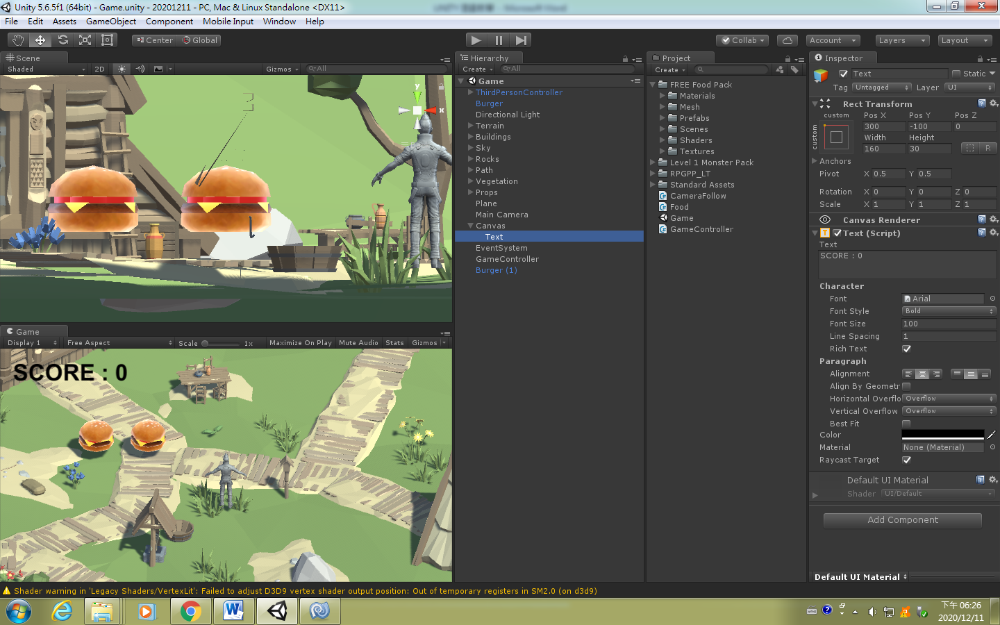 Unity 5.6.5f1 (64bit) - Game.unity - 20201211 - PC, Mac & Linux Standalone <DX11>
File Edit Assets GameObject Component Mobile Input Window Help
Center Global Collab Account Layers Layout
Scene
Shaded 2D Gizmos All
y
x
Game
Display 1 Free Aspect Scale 1x Maximize On Play Mute Audio Stats Gizmos
SCORE : 0
Hierarchy
Create All
Game
ThirdPersonController
Burger
Directional Light
Terrain
Buildings
Sky
Rocks
Path
Vegetation
Props
Plane
Main Camera
Canvas
Text
EventSystem
GameController
Burger (1)
Project
Create
FREE Food Pack
Materials
Mesh
Prefabs
Scenes
Shaders
Textures
Level 1 Monster Pack
RPGPP_LT
Standard Assets
CameraFollow
Food
Game
GameController
Inspector
Text Static
Tag Untagged Layer UI
Rect Transform
custom Pos X Pos Y Pos Z
custom 300 -100 0
Width Height
160 30 R
Anchors
Pivot X 0.5 Y 0.5
Rotation X 0 Y 0 Z 0
Scale X 1 Y 1 Z 1
Canvas Renderer
Text (Script)
Text
SCORE : 0
Character
Font Arial
Font Style Bold
Font Size 100
Line Spacing 1
Rich Text
Paragraph
Alignment
Align By Geometr
Horizontal Overflo Overflow
Vertical Overflow Overflow
Best Fit
Color
Material None (Material)
Raycast Target
Default UI Material
Shader UI/Default
Add Component
Default UI Material
Shader warning in 'Legacy Shaders/VertexLit': Failed to adjust D3D9 vertex shader output position: Out of temporary registers in SM2.0 (on d3d9)
下午 06:26
2020/12/11